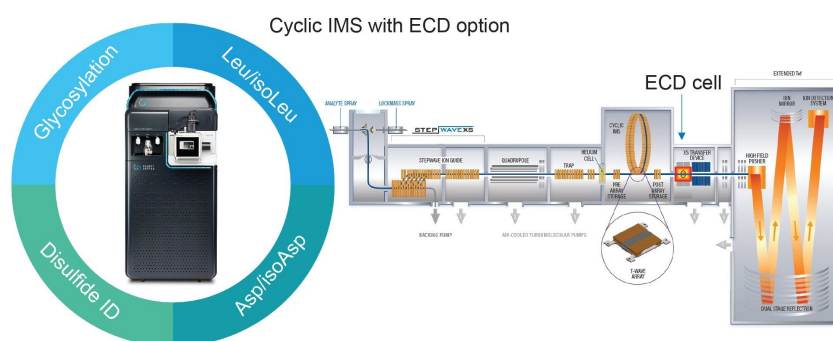 Cyclic IMS with ECD option
Glycosylation
Leu/isoLeu
Disulfide ID
Asp/isoAsp
ANALYTE SPRAY
LOCKMASS SPRAY
STEPWAVE XS
STEPWAVE ION GUIDE
QUADRUPOLE
TRAP
HELIUM
CELL
CYCLIC
IMS
PRE
ARRAY
STORAGE
POST
ARRAY
STORAGE
T-WAVE
ARRAY
ECD cell
XS TRANSFER
DEVICE
HIGH FIELD
PUSHER
EXTENDED ToF
ION
MIRROR
ION DETECTION
SYSTEM
DUAL STAGE REFLECTION
BACKING PUMP
AIR-COOLED TURBOMOLECULAR PUMPS